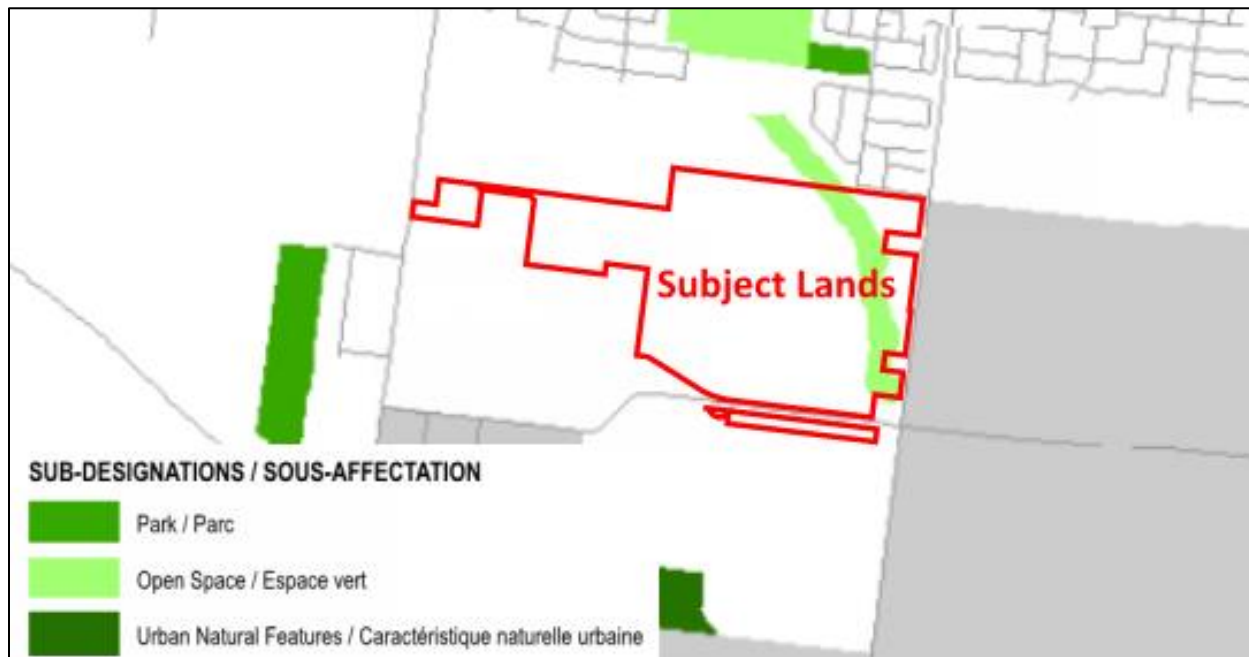 Subject Lands
SUB-DESIGNATIONS / SOUS-AFFECTATION
Park / Parc
Open Space / Espace vert
Urban Natural Features / Caractéristique naturelle urbaine